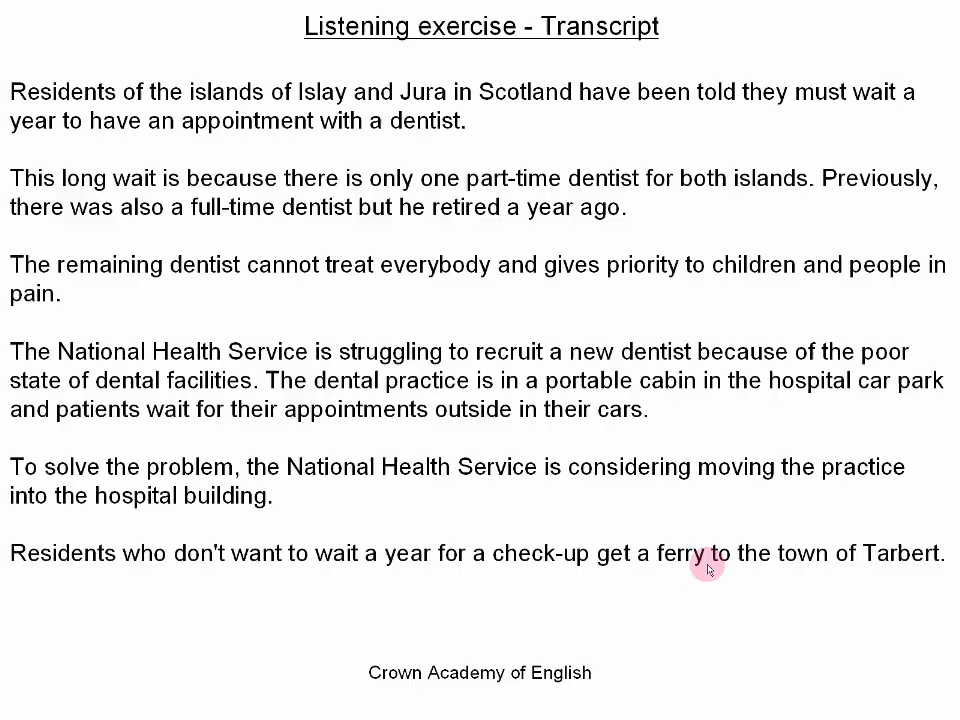 Listening exercise - Transcript
Residents of the islands of Islay and Jura in Scotland have been told they must wait a
year to have an appointment with a dentist.
This long wait is because there is only one part-time dentist for both islands. Previously,
there was also a full-time dentist but he retired a year ago.
The remaining dentist cannot treat everybody and gives priority to children and people in
pain.
The National Health Service is struggling to recruit a new dentist because of the poor
state of dental facilities. The dental practice is in a portable cabin in the hospital car park
and patients wait for their appointments outside in their cars.
To solve the problem, the National Health Service is considering moving the practice
into the hospital building.
Residents who don't want to wait a year for a check-up get a ferry to the town of Tarbert.
Crown Academy of English